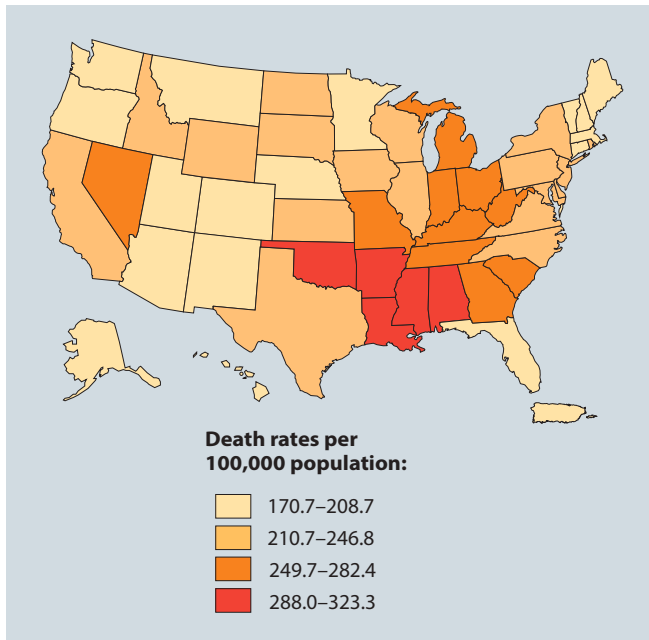 Death rates per
100,000 population:
170.7–208.7
210.7–246.8
249.7–282.4
288.0–323.3